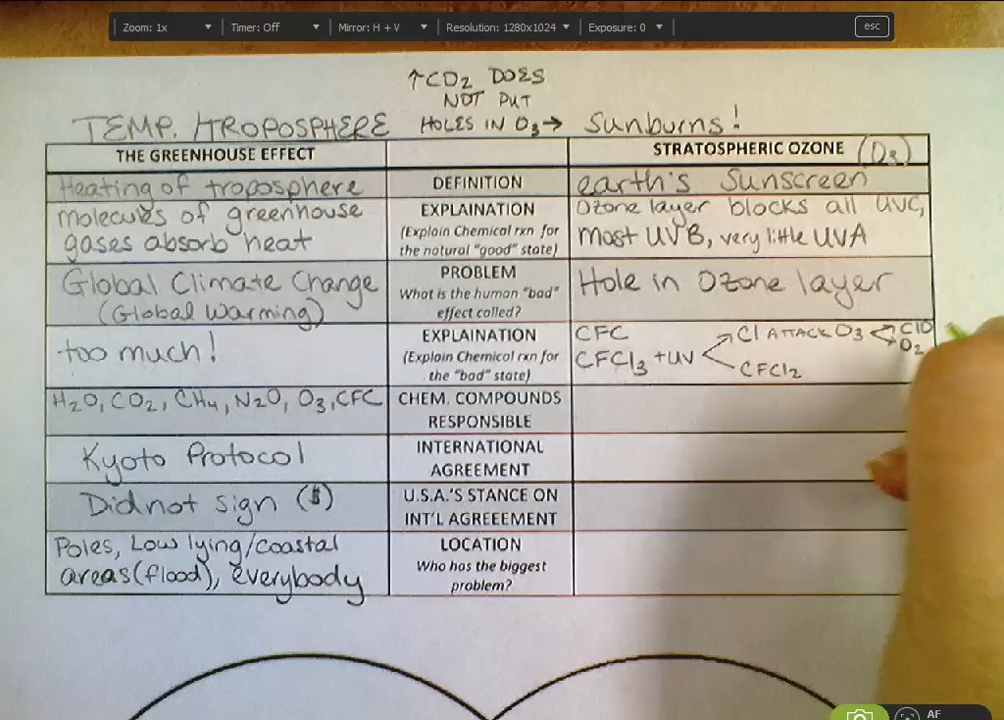 Zoom: 1x Timer: Off Mirror: H + V Resolution: 1280x1024 Exposure: 0 esc
↑CO2 DOES
NOT PUT
TEMP. /TROPOSPHERE HOLES IN O3→ Sunburns!
THE GREENHOUSE EFFECT STRATOSPHERIC OZONE (O3)
Heating of troposphere DEFINITION earth's Sunscreen
molecules of greenhouse
gases absorb heat
EXPLAINATION
(Explain Chemical rxn for
the natural "good" state)
Ozone layer blocks all UVC,
most UVB, very little UVA
Global Climate Change
(Global Warming)
PROBLEM
What is the human "bad"
effect called?
Hole in Ozone layer
too much!
EXPLAINATION
(Explain Chemical rxn for
the "bad" state)
CFC
CFCl3 + UV
Cl ATTACK O3 ClO
O2
CFCl2
H2O, CO2, CH4, N2O, O3, CFC
CHEM. COMPOUNDS
RESPONSIBLE
Kyoto Protocol
INTERNATIONAL
AGREEMENT
Did not sign ($)
U.S.A.'S STANCE ON
INT'L AGREEEMENT
Poles, Low lying/coastal
areas(flood), everybody
LOCATION
Who has the biggest
problem?
AF